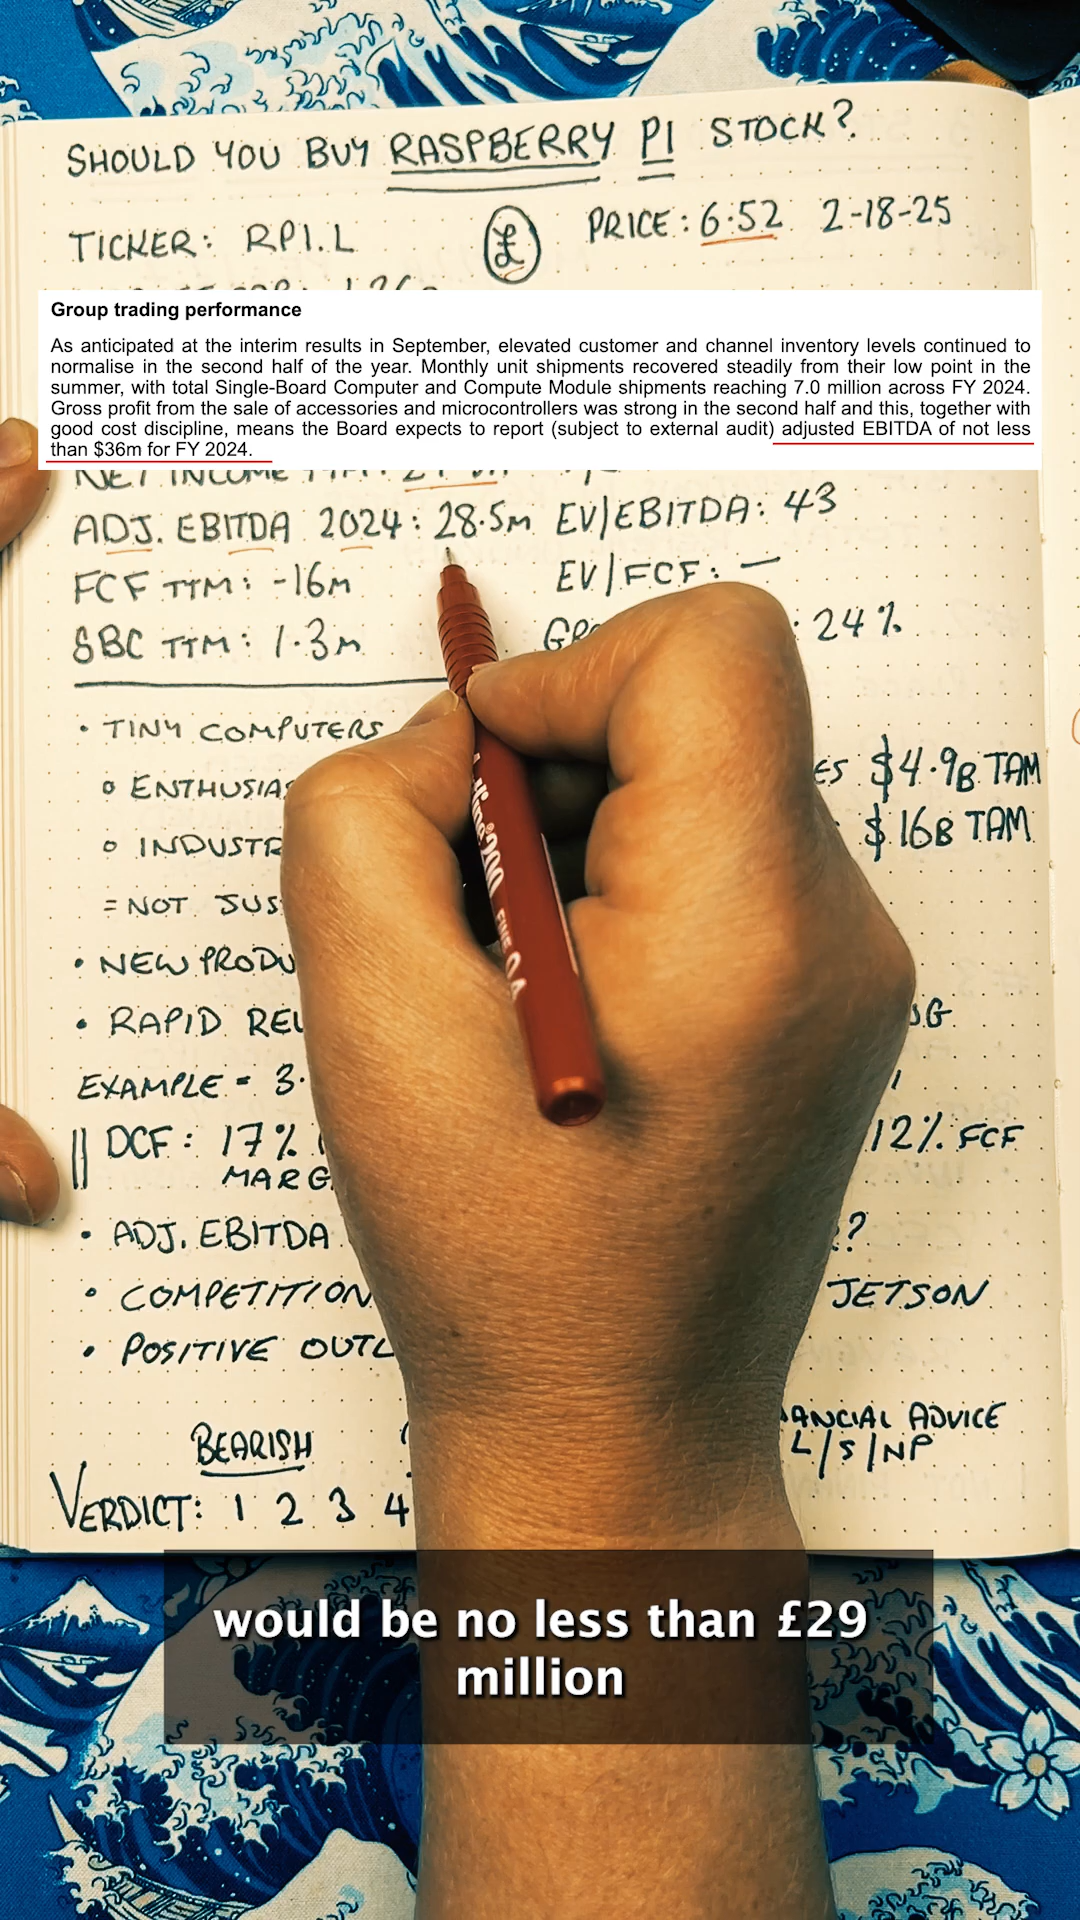 SHOULD YOU BUY RASPBERRY PI STOCK?
TICKER: RPI.L £ PRICE: 6.52 2-18-25
Group trading performance
As anticipated at the interim results in September, elevated customer and channel inventory levels continued to
normalise in the second half of the year. Monthly unit shipments recovered steadily from their low point in the
summer, with total Single-Board Computer and Compute Module shipments reaching 7.0 million across FY 2024.
Gross profit from the sale of accessories and microcontrollers was strong in the second half and this, together with
good cost discipline, means the Board expects to report (subject to external audit) adjusted EBITDA of not less
than $36m for FY 2024.
NET INCOME TTM:
ADJ. EBITDA 2024: 28.5M EV/EBITDA: 43
FCF TTM: -16M EV/FCF: —
SBC TTM: 1.3M : 24%
• TINY COMPUTERS
$4.9B TAM
$16B TAM
= NOT
• NEW
• RAPID
EXAMPLE = 3.
DCF: 17% 12% FCF
• ADJ. EBITDA ?
• COMPETITION JETSON
• POSITIVE
ADVICE
BEARISH L/S/NP
VERDICT: 1 2 3 4
would be no less than £29
million